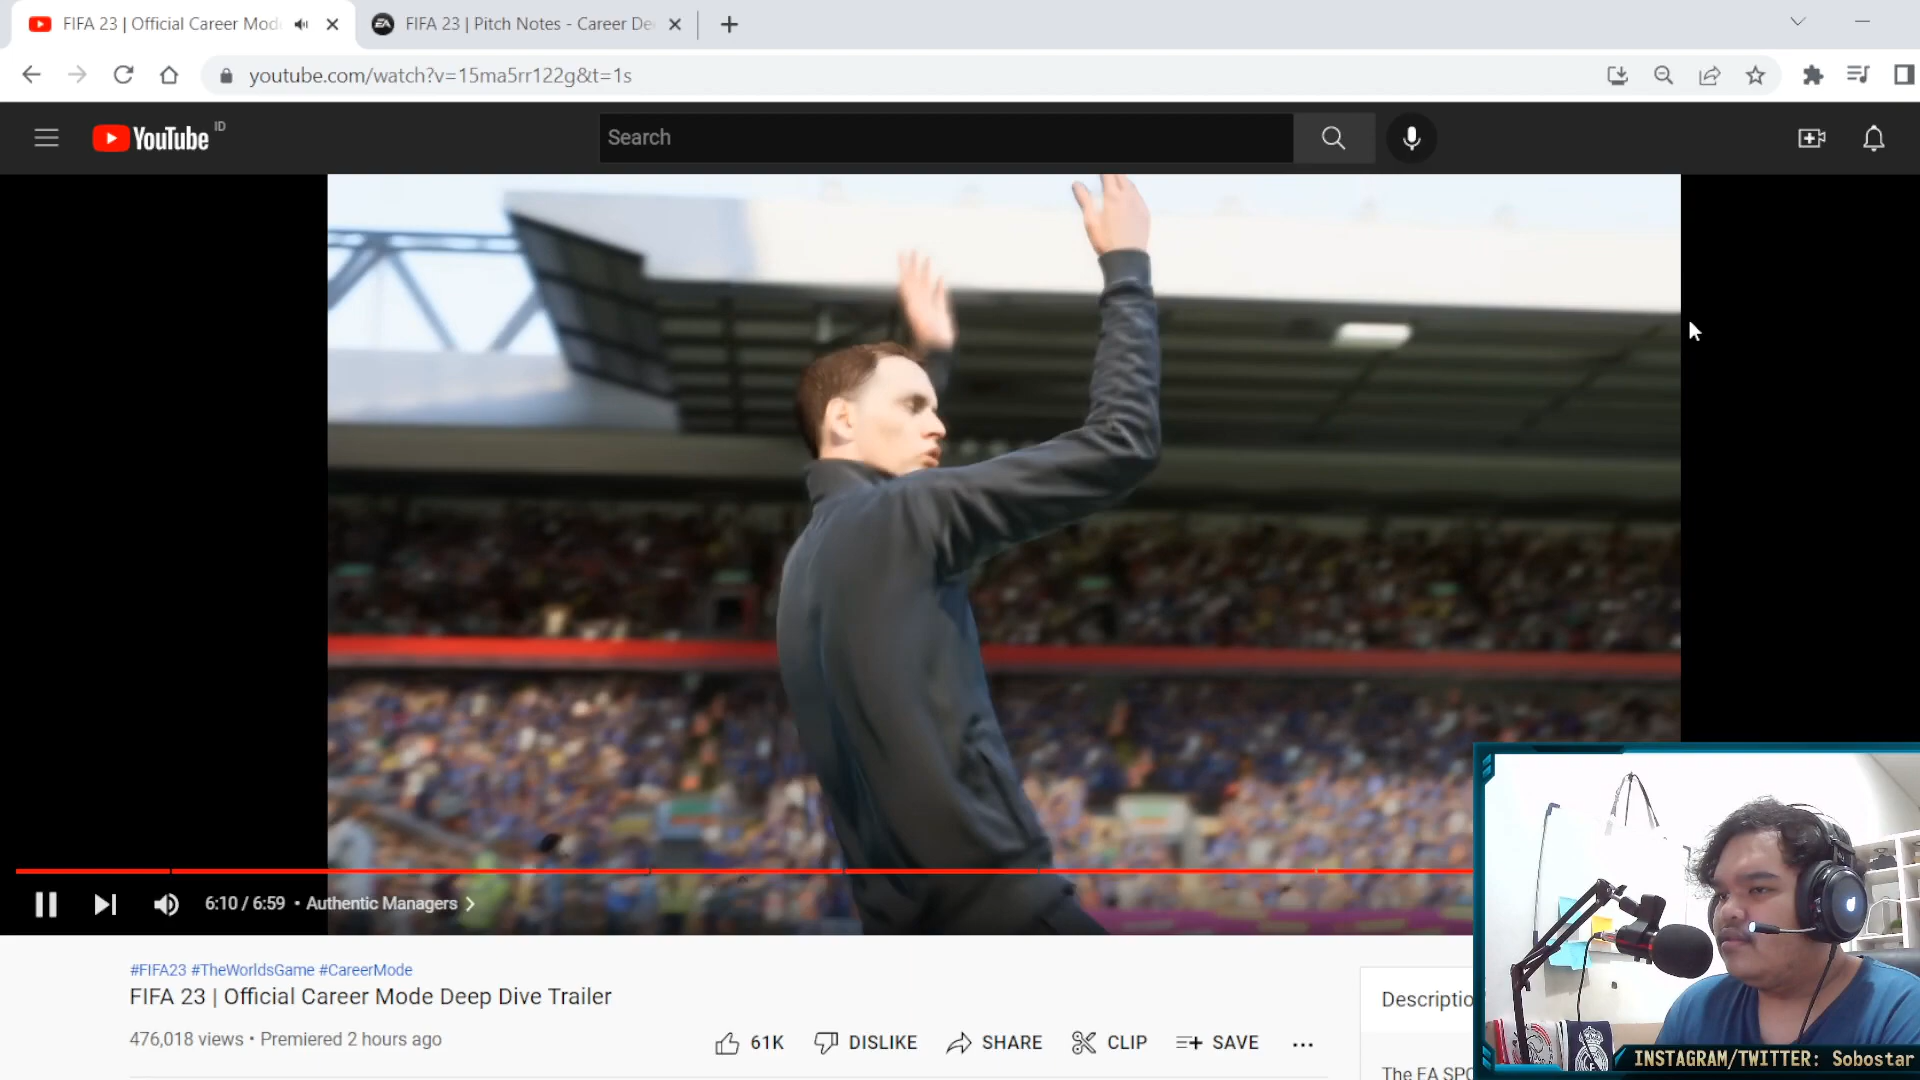 FIFA 23 | Official Career Mod
FIFA 23 | Pitch Notes - Career De
youtube.com/watch?v=15ma5rr122g&t=1s
YouTube ID
Search
6:10 / 6:59 • Authentic Managers
#FIFA23 #TheWorldsGame #CareerMode
FIFA 23 | Official Career Mode Deep Dive Trailer
476,018 views • Premiered 2 hours ago
61K
DISLIKE
SHARE
CLIP
SAVE
Descriptio
The EA SPO
INSTAGRAM/TWITTER: Sobostar